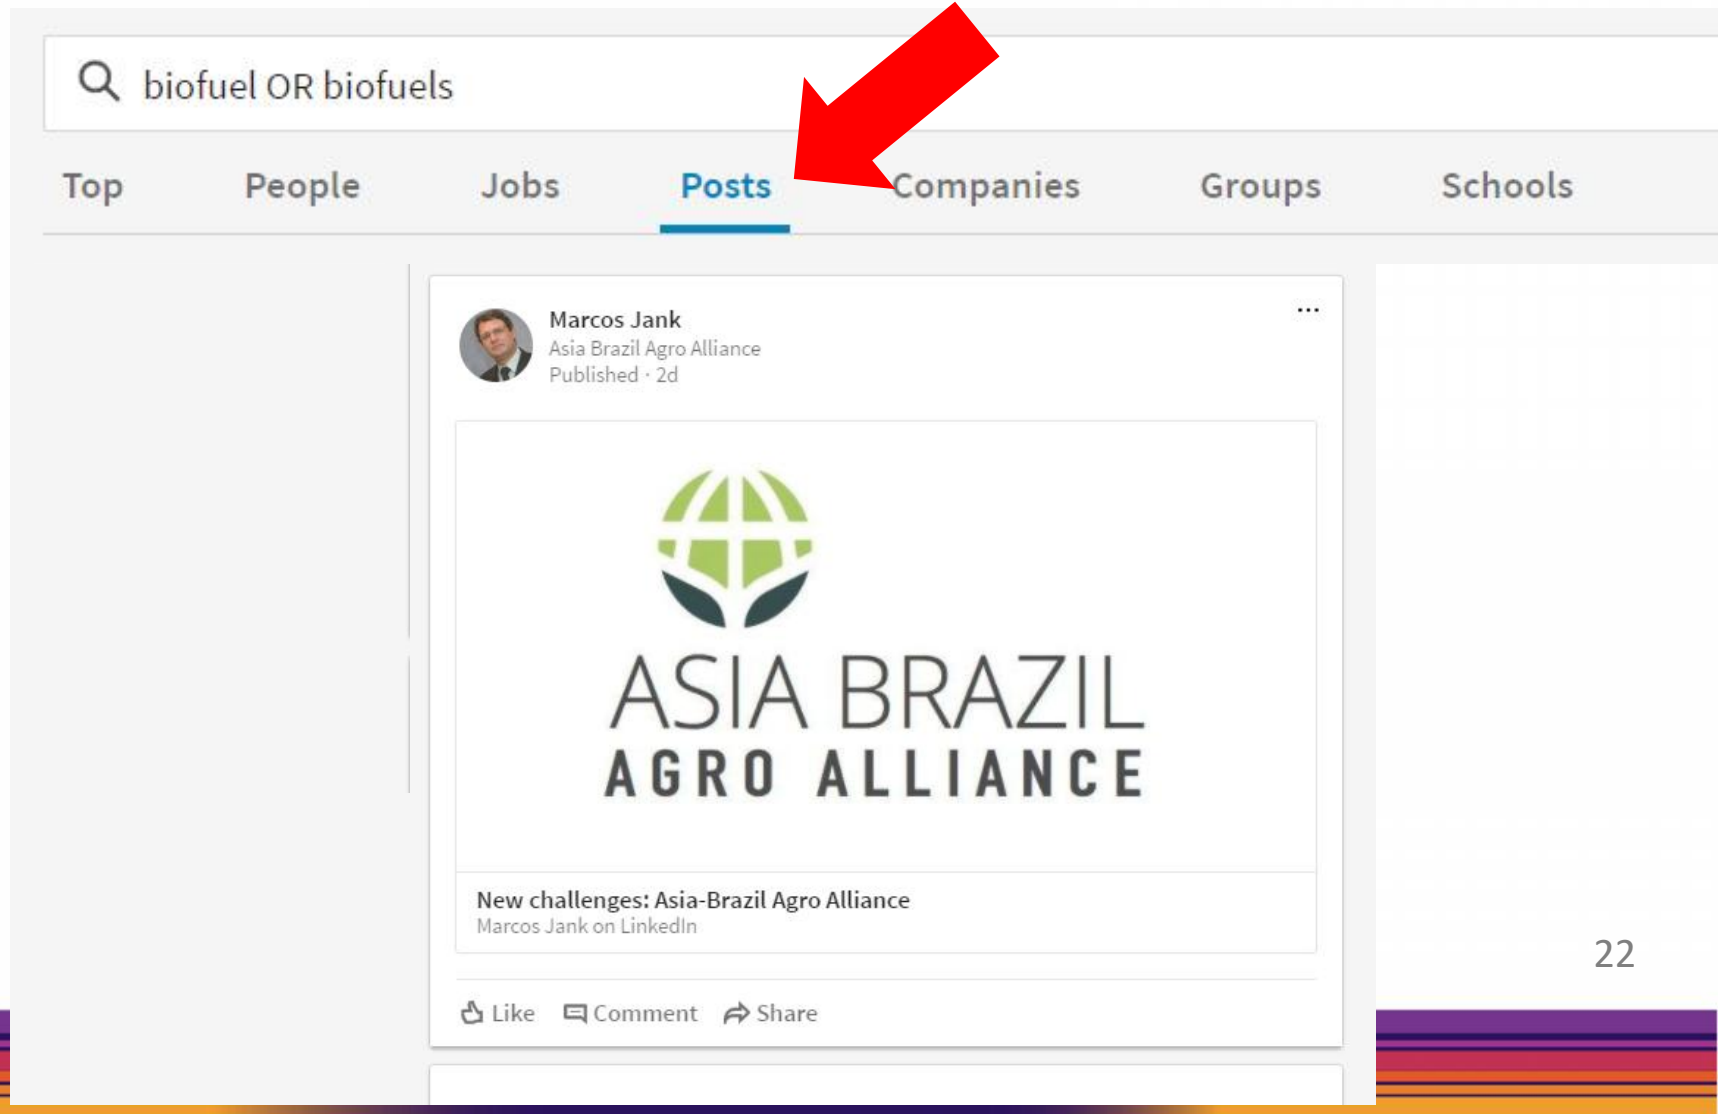 biofuel OR biofuels
Top People Jobs Posts Companies Groups Schools
Marcos Jank
Asia Brazil Agro Alliance
Published · 2d
...
ASIA BRAZIL
AGRO ALLIANCE
New challenges: Asia-Brazil Agro Alliance
Marcos Jank on LinkedIn
22
Like Comment Share